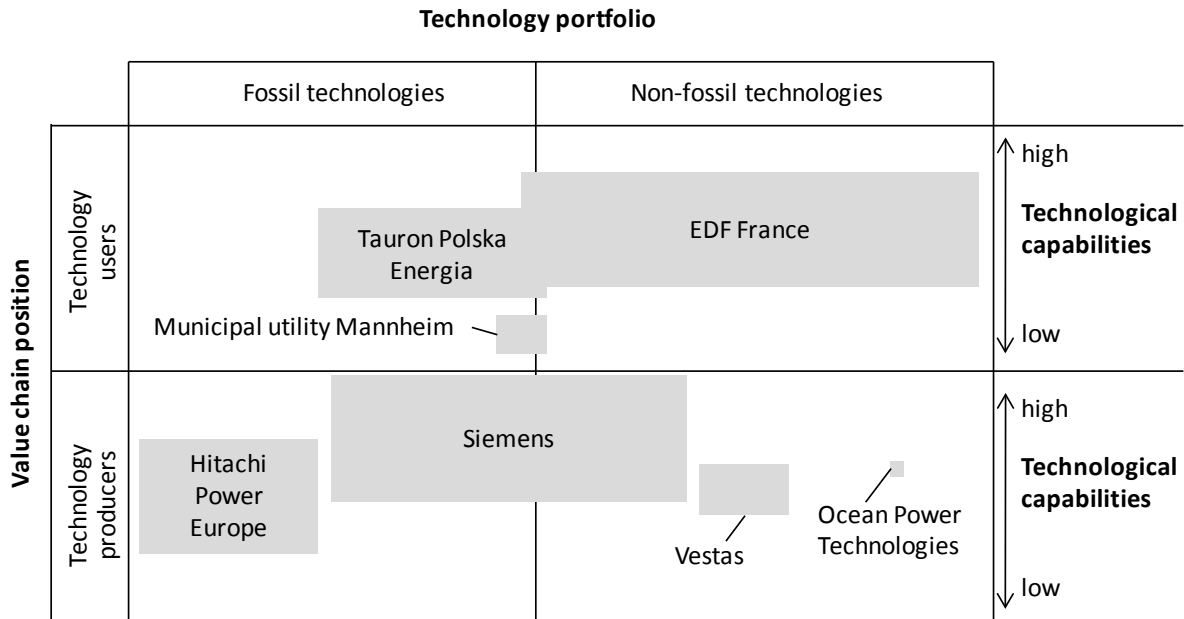 Technology portfolio
Fossil technologies
Non-fossil technologies
Value chain position
Technology
users
Tauron Polska
Energia
EDF France
Municipal utility Mannheim
high
Technological
capabilities
low
Technology
producers
Hitachi
Power
Europe
Siemens
Vestas
Ocean Power
Technologies
high
Technological
capabilities
low